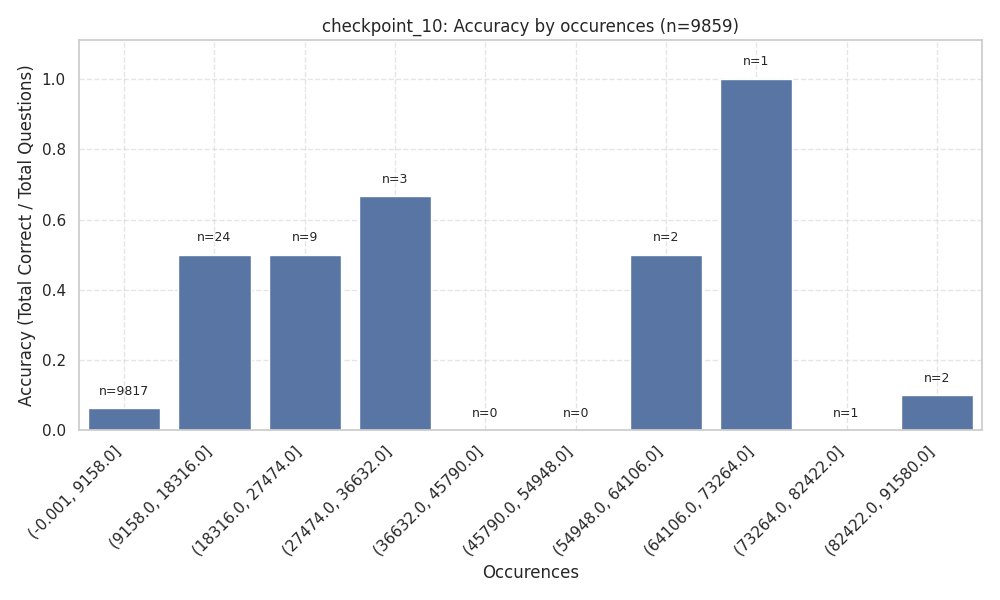 checkpoint_10: Accuracy by occurences (n=9859)
Accuracy (Total Correct / Total Questions)
1.0
0.8
0.6
0.4
0.2
0.0
n=9817
n=24
n=9
n=3
n=0
n=0
n=2
n=1
n=1
n=2
(-0.001, 9158.0]
(9158.0, 18316.0]
(18316.0, 27474.0]
(27474.0, 36632.0]
(36632.0, 45790.0]
(45790.0, 54948.0]
(54948.0, 64106.0]
(64106.0, 73264.0]
(73264.0, 82422.0]
(82422.0, 91580.0]
Occurences